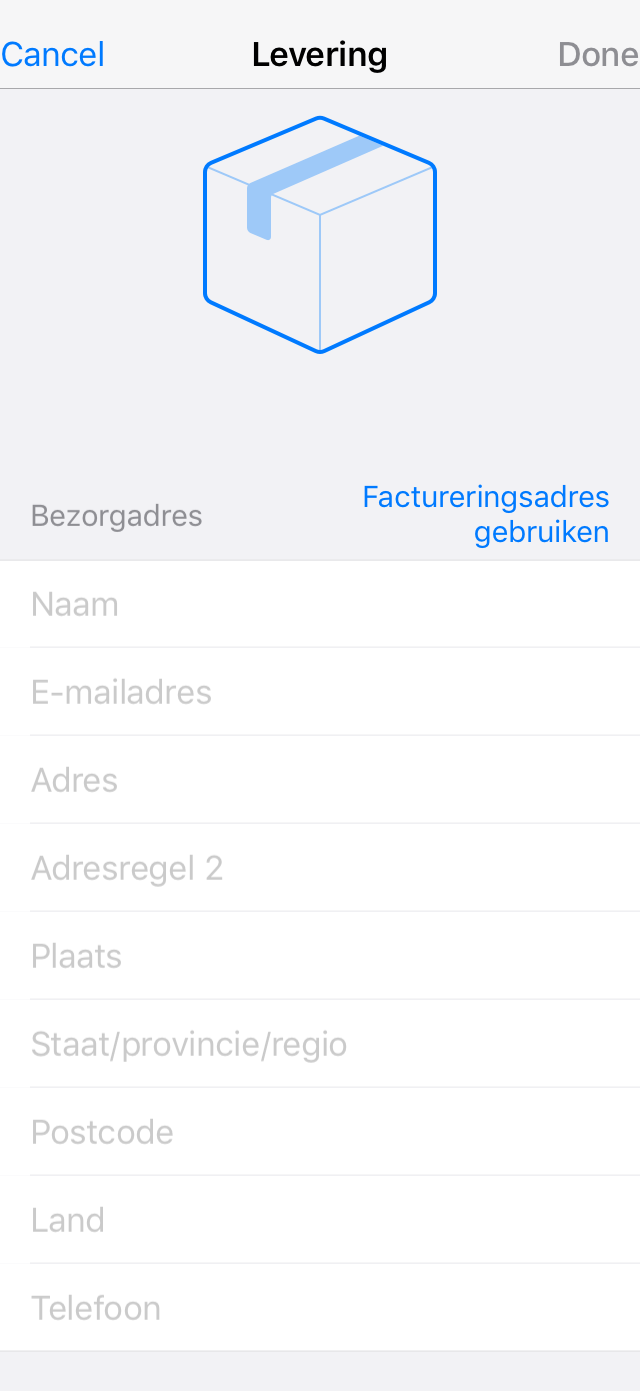 Cancel
Levering
Done
Bezorgadres
Factureringsadres
gebruiken
Naam
E-mailadres
Adres
Adresregel 2
Plaats
Staat/provincie/regio
Postcode
Land
Telefoon